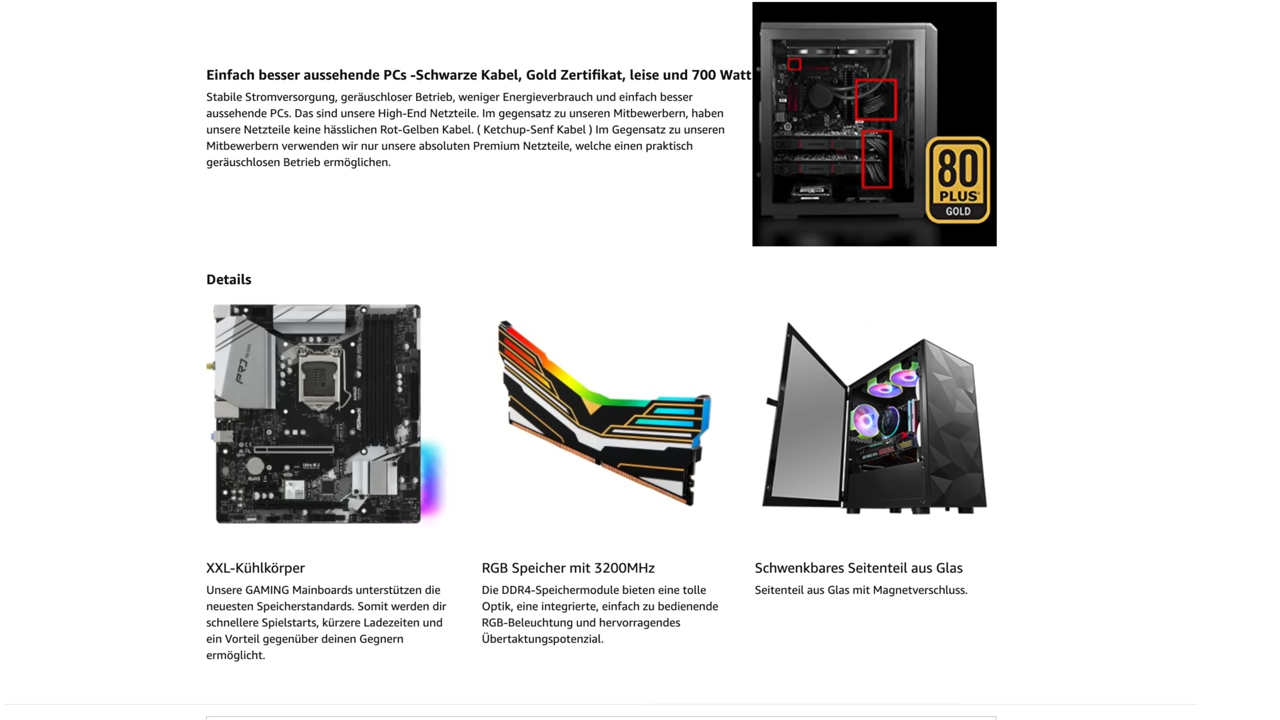 Einfach besser aussehende PCs -Schwarze Kabel, Gold Zertifikat, leise und 700 Watt
Stabile Stromversorgung, geräuschloser Betrieb, weniger Energieverbrauch und einfach besser
aussehende PCs. Das sind unsere High-End Netzteile. Im gegensatz zu unseren Mitbewerbern, haben
unsere Netzteile keine hässlichen Rot-Gelben Kabel. ( Ketchup-Senf Kabel ) Im Gegensatz zu unseren
Mitbewerbern verwenden wir nur unsere absoluten Premium Netzteile, welche einen praktisch
geräuschlosen Betrieb ermöglichen.
80
PLUS
GOLD
Details
PRO
XXL-Kühlkörper
Unsere GAMING Mainboards unterstützen die
neuesten Speicherstandards. Somit werden dir
schnellere Spielstarts, kürzere Ladezeiten und
ein Vorteil gegenüber deinen Gegnern
ermöglicht.
RGB Speicher mit 3200MHz
Die DDR4-Speichermodule bieten eine tolle
Optik, eine integrierte, einfach zu bedienende
RGB-Beleuchtung und hervorragendes
Übertaktungspotenzial.
Schwenkbares Seitenteil aus Glas
Seitenteil aus Glas mit Magnetverschluss.